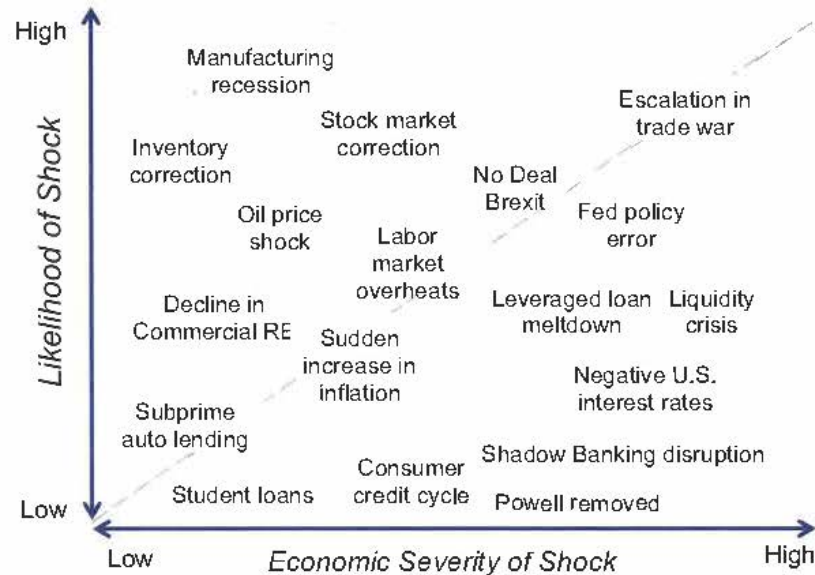 High
Manufacturing
recession
Escalation in
trade war
Stock market
correction
Inventory
correction
No Deal
Brexit
Fed policy
error
Oil price
shock
Labor
market
overheats
Likelihood of Shock
Decline in
Commercial RE
Leveraged loan
meltdown
Liquidity
crisis
Sudden
increase in
inflation
Negative U.S.
interest rates
Subprime
auto lending
Shadow Banking disruption
Consumer
credit cycle
Student loans
Powell removed
Low
Low
Economic Severity of Shock
High